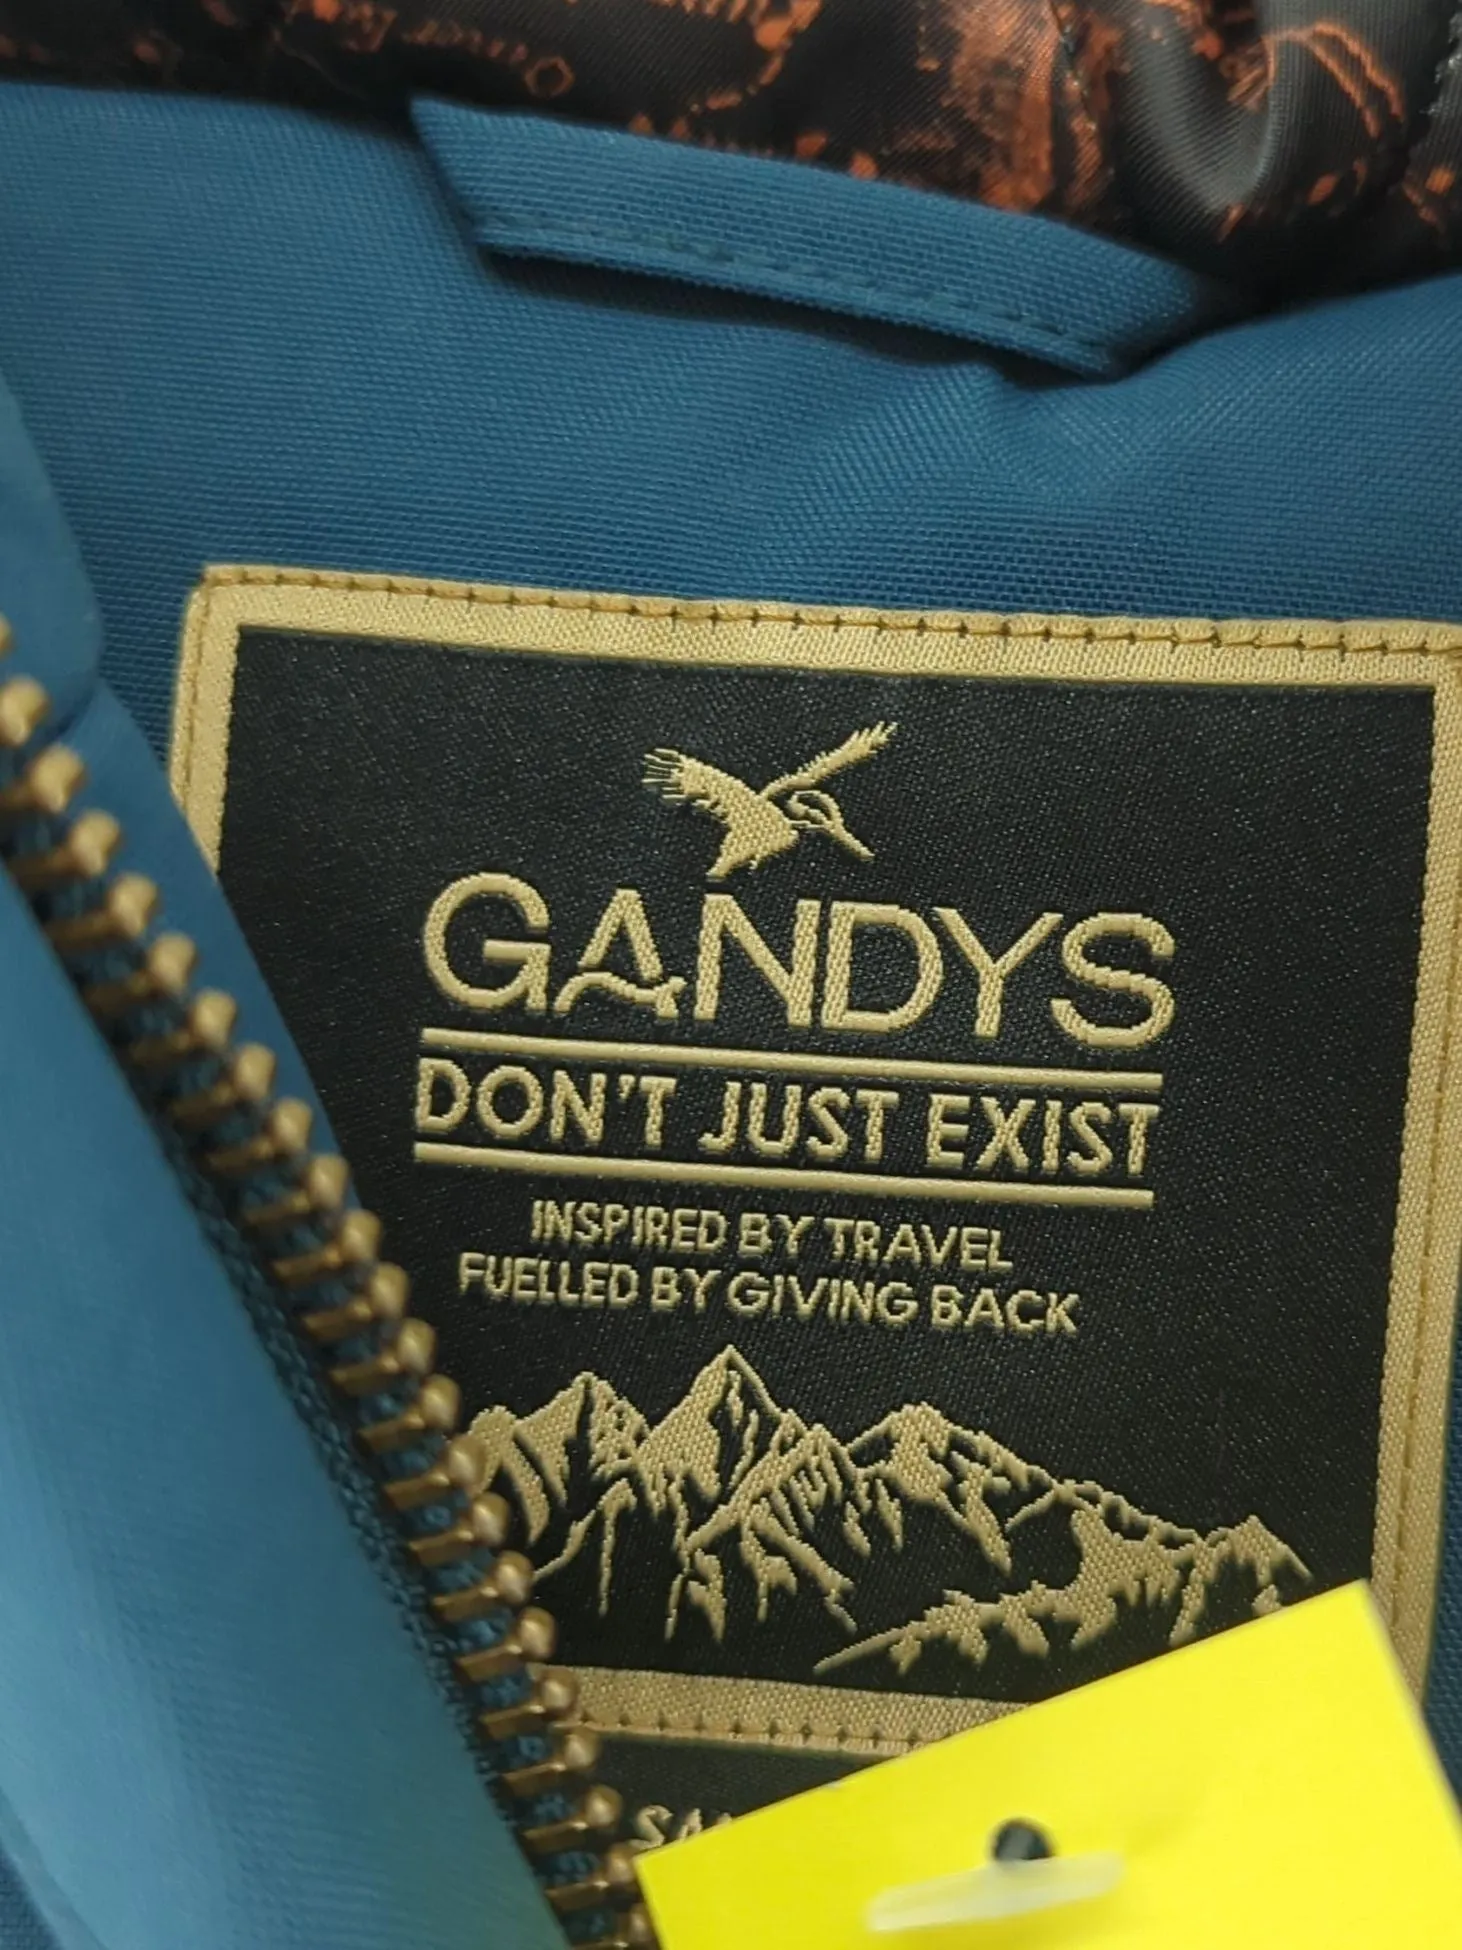 GANDYS
DON'T JUST EXIST
INSPIRED BY TRAVEL
FUELLED BY GIVING BACK